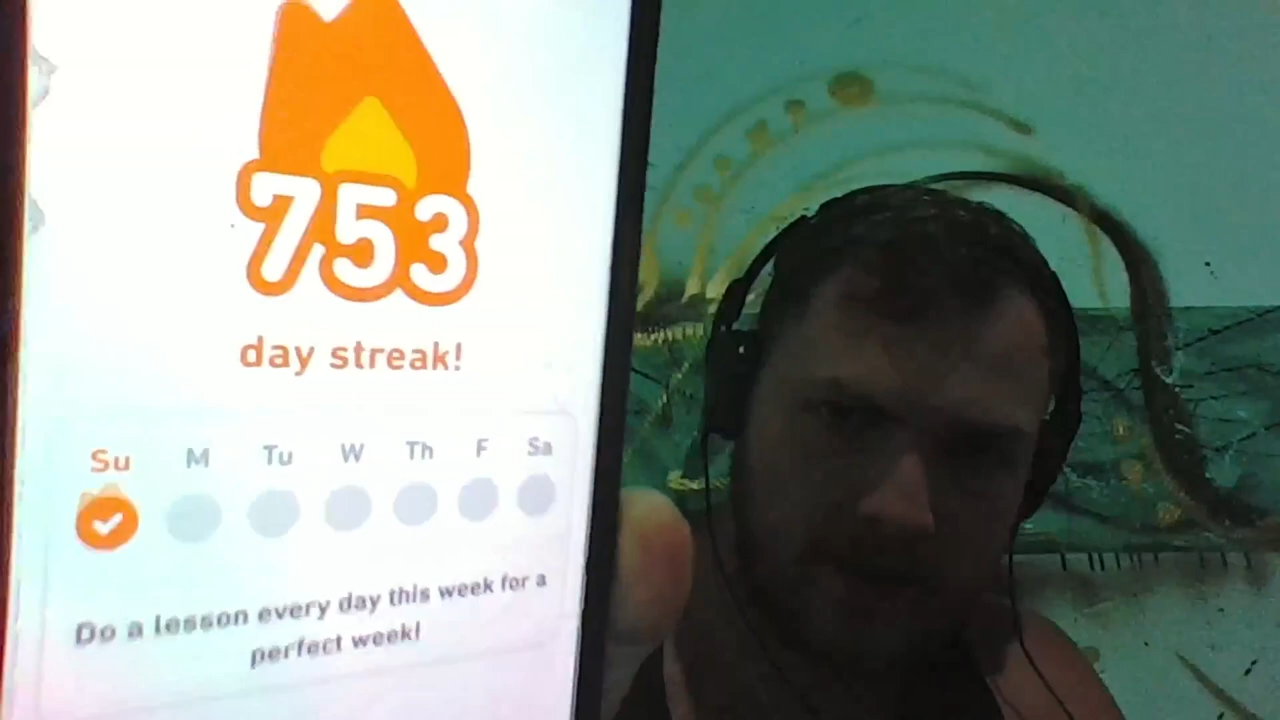 753
day streak!
Su M Tu W Th F Sa
Do a lesson every day this week for a
perfect week!